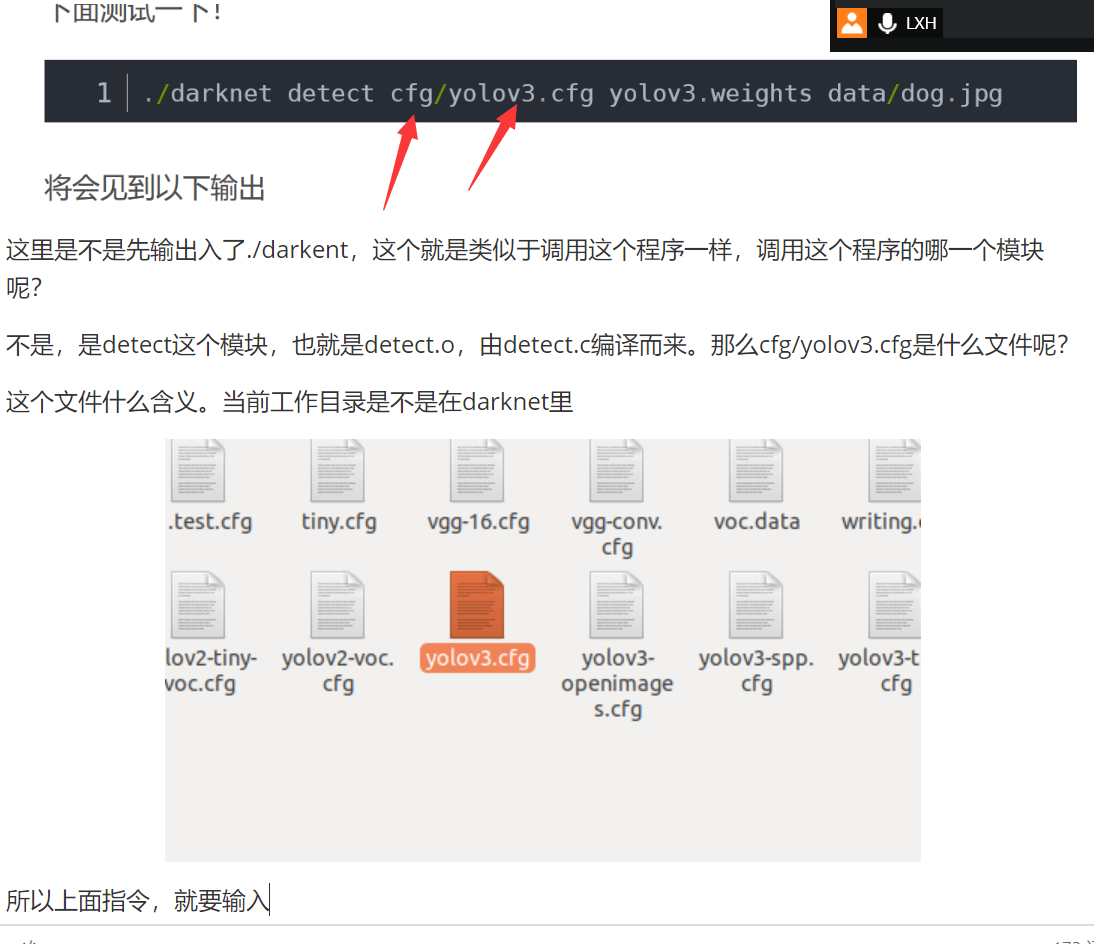 下面测试一下!
LXH
1 ./darknet detect cfg/yolov3.cfg yolov3.weights data/dog.jpg
将会见到以下输出
这里是不是先输出入了./darkent，这个就是类似于调用这个程序一样，调用这个程序的哪一个模块
呢?
不是，是detect这个模块，也就是detect.o，由detect.c编译而来。那么cfg/yolov3.cfg是什么文件呢?
这个文件什么含义。当前工作目录是不是在darknet里
.test.cfg tiny.cfg vgg-16.cfg vgg-conv. voc.data writing.
cfg
lov2-tiny- yolov2-voc. yolov3.cfg yolov3- yolov3-spp. yolov3-t
voc.cfg cfg openimage cfg cfg
s.cfg
所以上面指令，就要输入